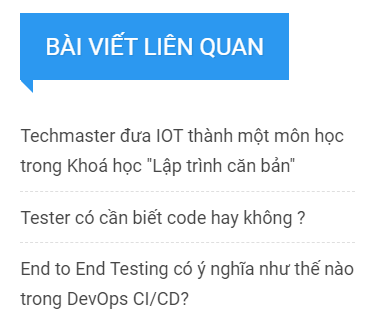 BÀI VIẾT LIÊN QUAN
Techmaster đưa IOT thành một môn học
trong Khoá học "Lập trình căn bản"
Tester có cần biết code hay không ?
End to End Testing có ý nghĩa như thế nào
trong DevOps CI/CD?